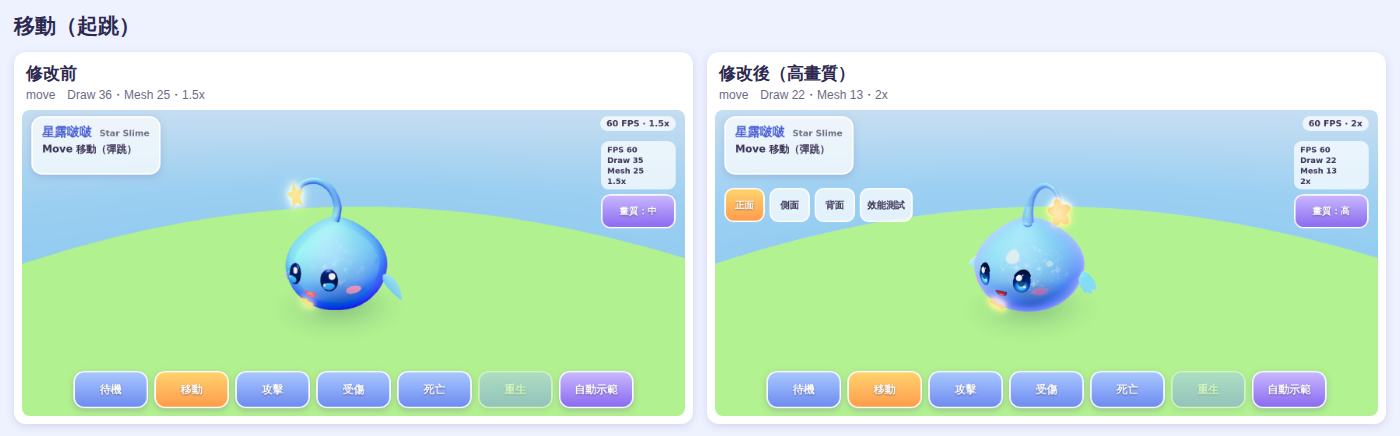 移動（起跳）
修改前
move Draw 36・Mesh 25・1.5x
星露啵啵 Star Slime
Move 移動（彈跳）
60 FPS · 1.5x
FPS 60
Draw 35
Mesh 25
1.5x
畫質：中
待機 移動 攻擊 受傷 死亡 重生 自動示範
修改後（高畫質）
move Draw 22・Mesh 13・2x
星露啵啵 Star Slime
Move 移動（彈跳）
60 FPS · 2x
FPS 60
Draw 22
Mesh 13
2x
畫質：高
正面 側面 背面 效能測試
待機 移動 攻擊 受傷 死亡 重生 自動示範